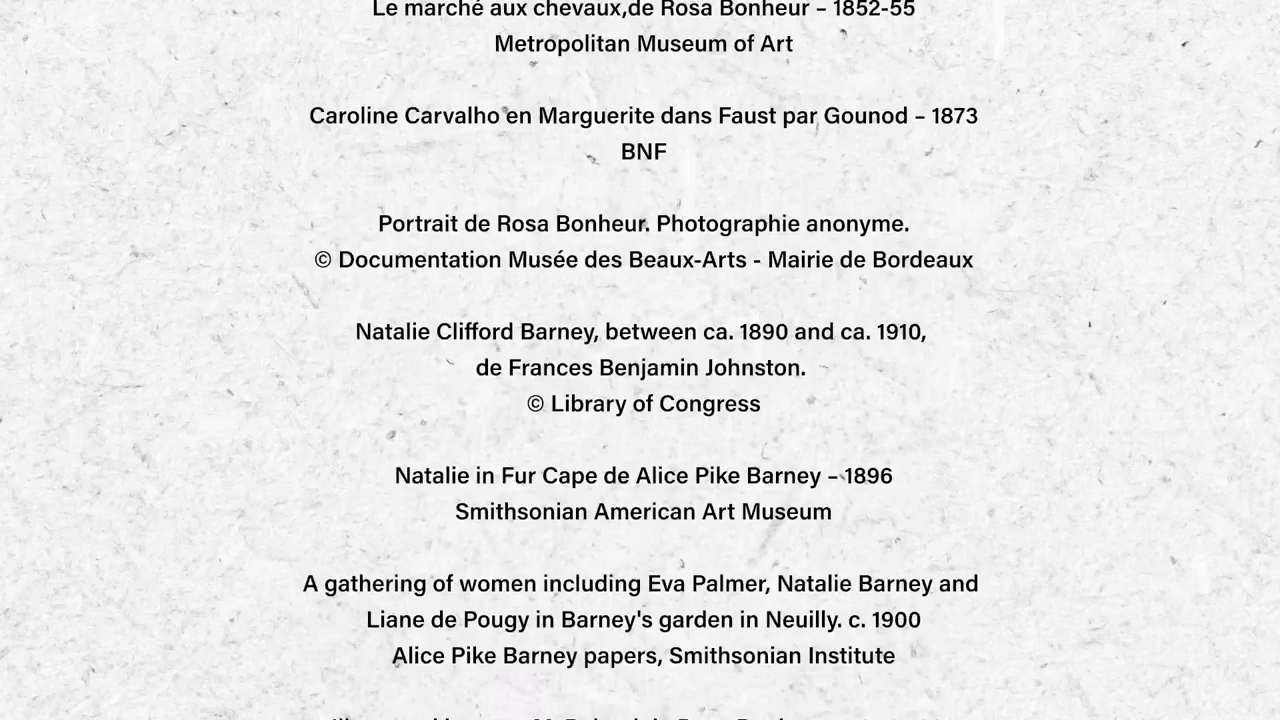 Le marché aux chevaux,de Rosa Bonheur – 1852-55
Metropolitan Museum of Art
Caroline Carvalho en Marguerite dans Faust par Gounod – 1873
BNF
Portrait de Rosa Bonheur. Photographie anonyme.
© Documentation Musée des Beaux-Arts - Mairie de Bordeaux
Natalie Clifford Barney, between ca. 1890 and ca. 1910,
de Frances Benjamin Johnston.
© Library of Congress
Natalie in Fur Cape de Alice Pike Barney – 1896
Smithsonian American Art Museum
A gathering of women including Eva Palmer, Natalie Barney and
Liane de Pougy in Barney's garden in Neuilly. c. 1900
Alice Pike Barney papers, Smithsonian Institute